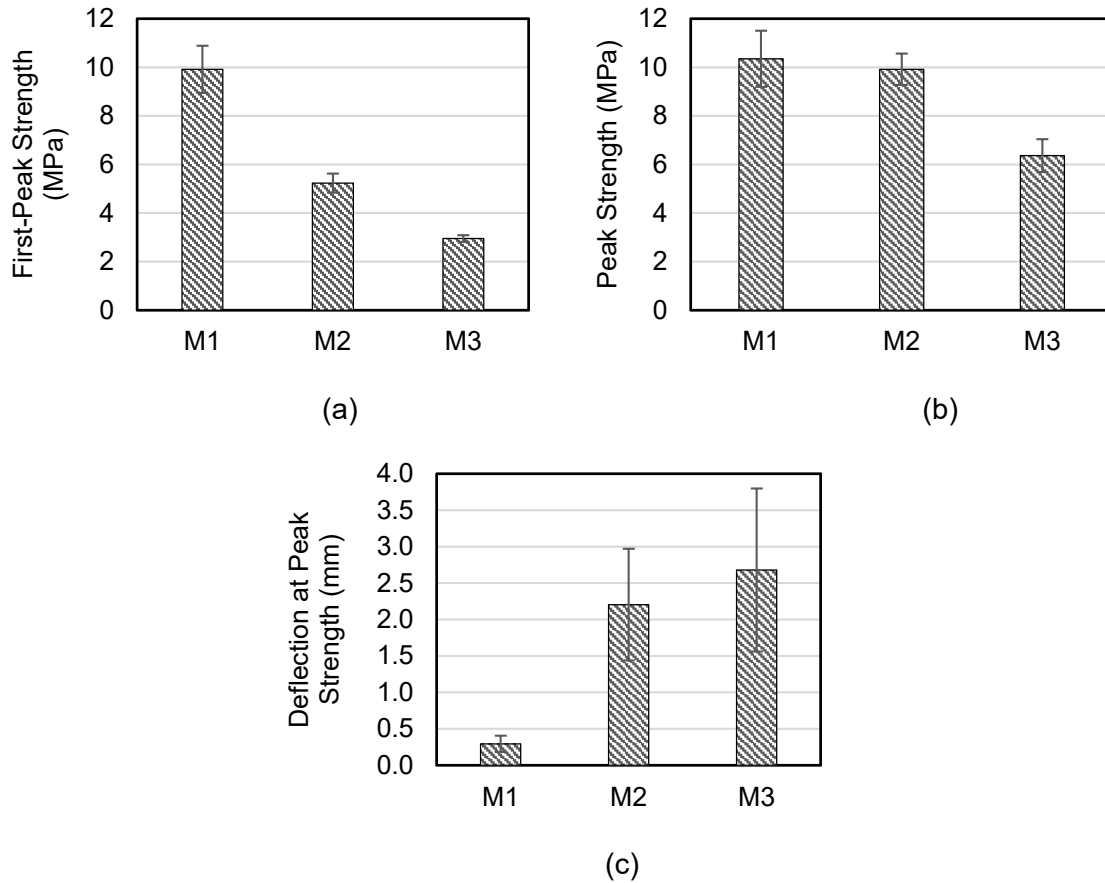 First-Peak Strength
(MPa)
12
10
8
6
4
2
0
M1 M2 M3
(a)
Peak Strength (MPa)
12
10
8
6
4
2
0
M1 M2 M3
(b)
Deflection at Peak
Strength (mm)
4.0
3.5
3.0
2.5
2.0
1.5
1.0
0.5
0.0
M1 M2 M3
(c)